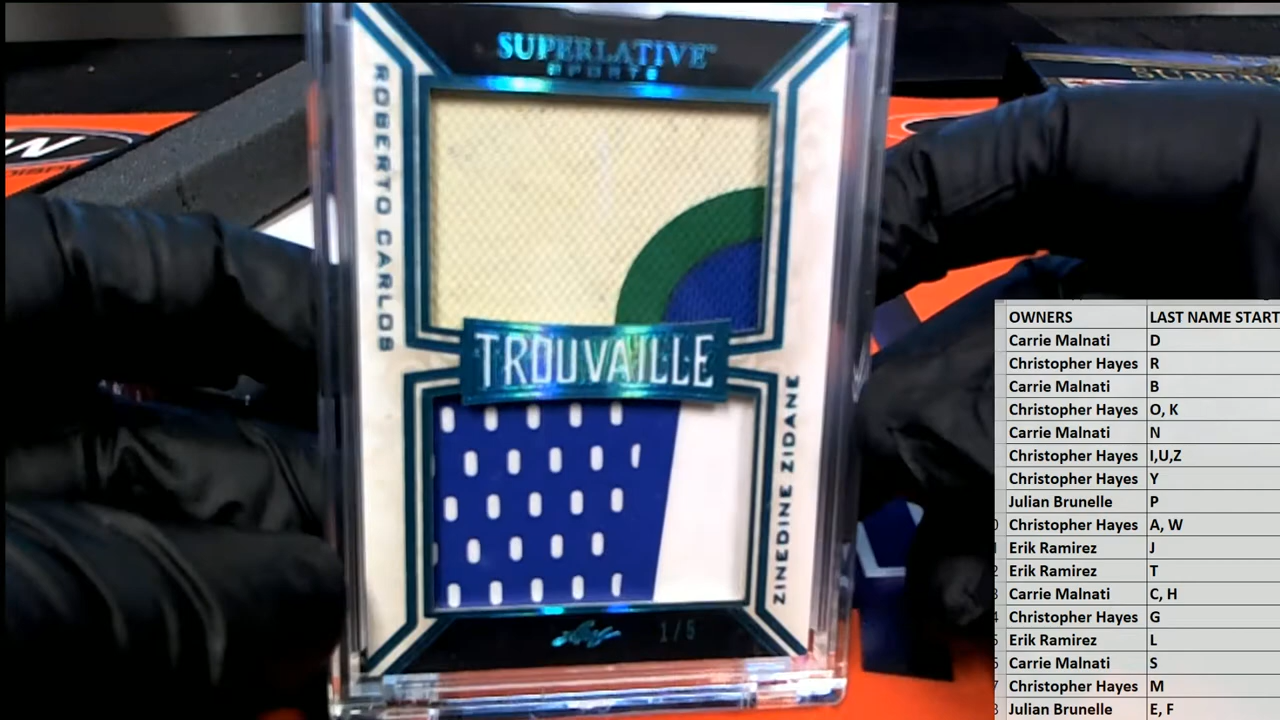 SUPERLATIVE
SPORTS
ROBERTO CARLOS
TROUVAILLE
ZINEDINE ZIDANE
Leaf
1/5
OWNERS LAST NAME START
Carrie Malnati D
Christopher Hayes R
Carrie Malnati B
Christopher Hayes O, K
Carrie Malnati N
Christopher Hayes I,U,Z
Christopher Hayes Y
Julian Brunelle P
Christopher Hayes A, W
Erik Ramirez J
Erik Ramirez T
Carrie Malnati C, H
Christopher Hayes G
Erik Ramirez L
Carrie Malnati S
Christopher Hayes M
Julian Brunelle E, F